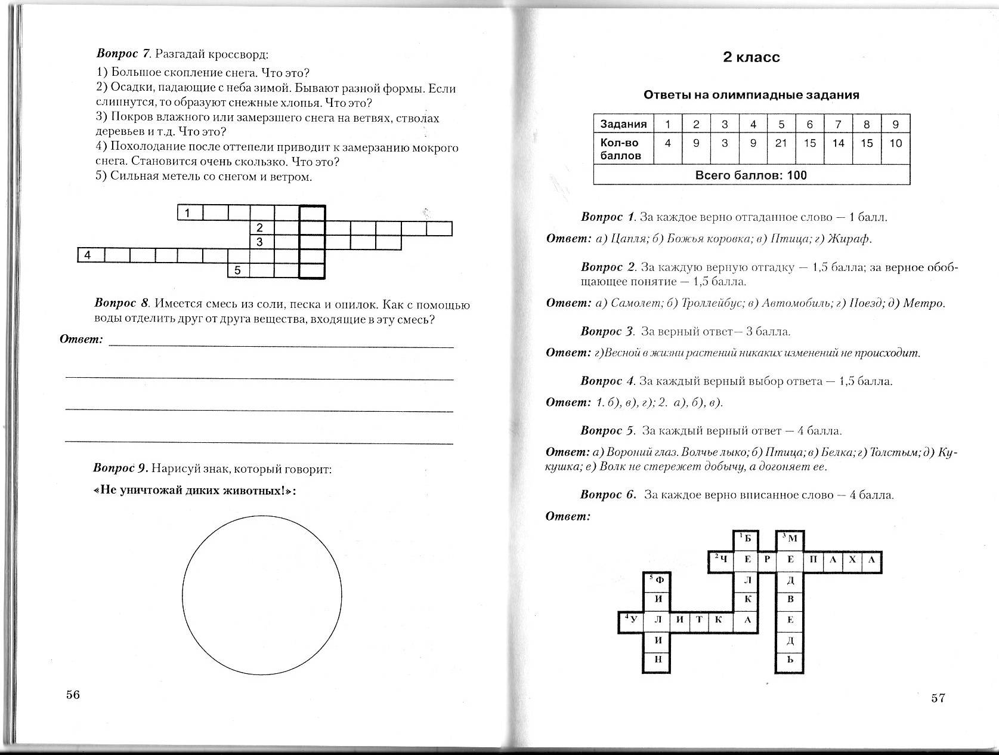 Вопрос 7. Разгадай кроссворд:
1) Большое скопление снега. Что это?
2) Осадки, падающие с неба зимой. Бывают разной формы. Если
слипнутся, то образуют снежные хлопья. Что это?
3) Покров влажного или замерзшего снега на ветвях, стволах
деревьев и т.д. Что это?
4) Похолодание после оттепели приводит к замерзанию мокрого
снега. Становится очень скользко. Что это?
5) Сильная метель со снегом и ветром.
1
2
3
4
5
Вопрос 8. Имеется смесь из соли, песка и опилок. Как с помощью
воды отделить друг от друга вещества, входящие в эту смесь?
Ответ:
Вопрос 9. Нарисуй знак, который говорит:
«Не уничтожай диких животных!»:
56
2 класс
Ответы на олимпиадные задания
Задания 1 2 3 4 5 6 7 8 9
Кол-во 4 9 3 9 21 15 14 15 10
баллов
Всего баллов: 100
Вопрос 1. За каждое верно отгаданное слово — 1 балл.
Ответ: а) Цапля; б) Божья коровка; в) Птица; г) Жираф.
Вопрос 2. За каждую верную отгадку — 1,5 балла; за верное обоб-
щающее понятие — 1,5 балла.
Ответ: а) Самолет; б) Троллейбус; в) Автомобиль; г) Поезд; д) Метро.
Вопрос 3. За верный ответ— 3 балла.
Ответ: г)Весной в жизни растений никаких изменений не происходит.
Вопрос 4. За каждый верный выбор ответа — 1,5 балла.
Ответ: 1. б), в), г); 2. а), б), в).
Вопрос 5. За каждый верный ответ — 4 балла.
Ответ: а) Вороний глаз. Волчье лыко; б) Птица; в) Белка; г) Толстым; д) Ку-
кушка; е) Волк не стережет добычу, а догоняет ее.
Вопрос 6. За каждое верно вписанное слово — 4 балла.
Ответ:
1 Б 3 М
2 Ч Е Р Е П А Х А
5 Ф Л Д
И К В
4 У Л И Т К А Е
И Д
Н Ь
57